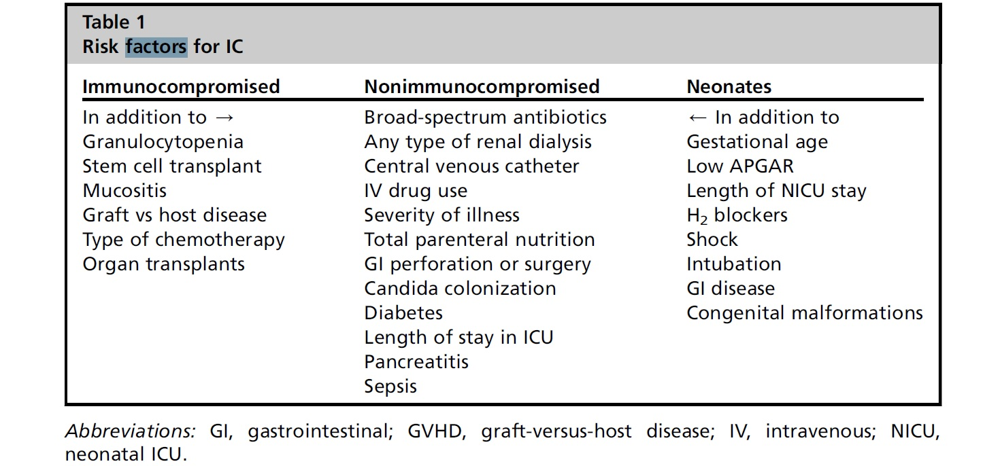 Table 1
Risk factors for IC
Immunocompromised Nonimmunocompromised Neonates
In addition to → Broad-spectrum antibiotics ← In addition to
Granulocytopenia Any type of renal dialysis Gestational age
Stem cell transplant Central venous catheter Low APGAR
Mucositis IV drug use Length of NICU stay
Graft vs host disease Severity of illness H₂ blockers
Type of chemotherapy Total parenteral nutrition Shock
Organ transplants GI perforation or surgery Intubation
Candida colonization GI disease
Diabetes Congenital malformations
Length of stay in ICU
Pancreatitis
Sepsis
Abbreviations: GI, gastrointestinal; GVHD, graft-versus-host disease; IV, intravenous; NICU,
neonatal ICU.